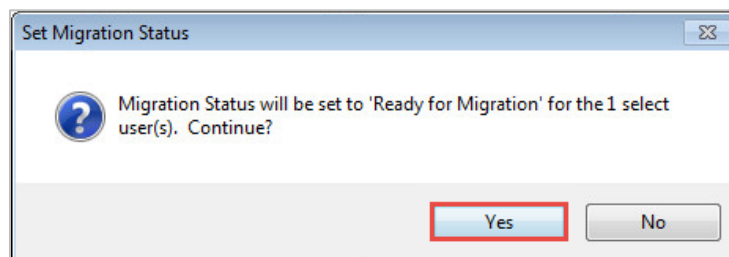 Set Migration Status
Migration Status will be set to 'Ready for Migration' for the 1 select
user(s). Continue?
Yes
No